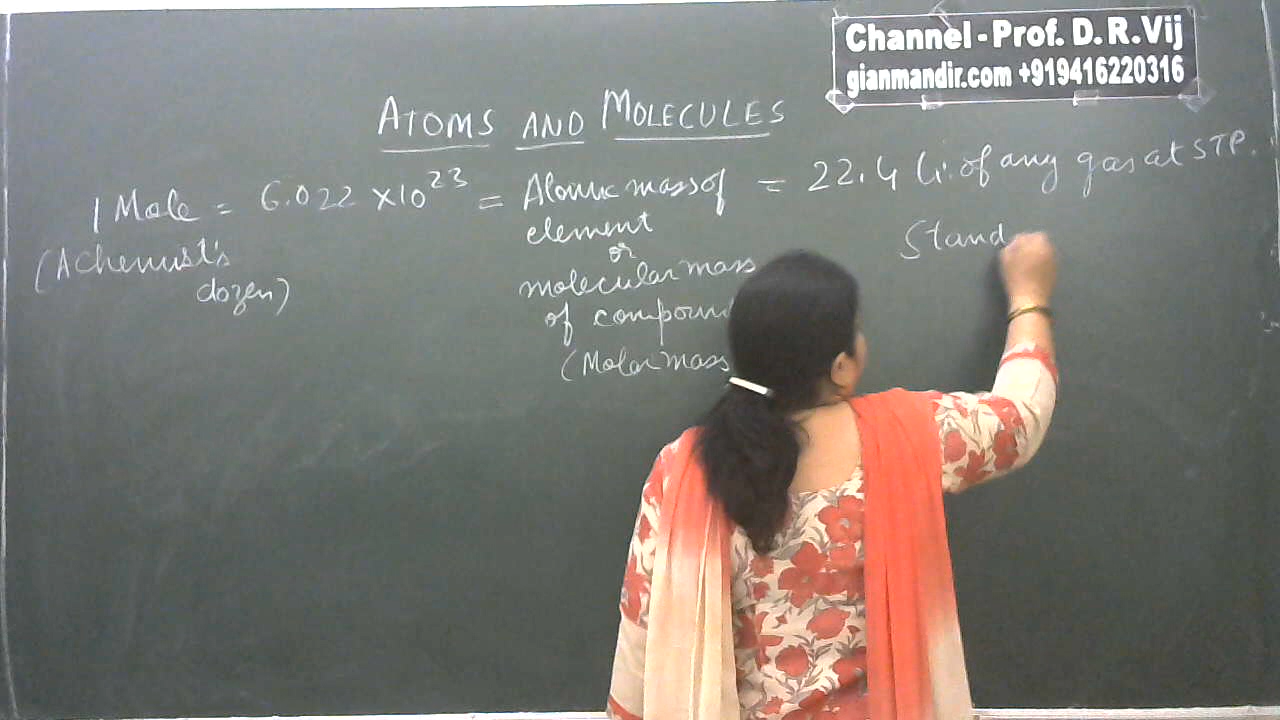 Channel - Prof. D. R. Vij
gianmandir.com +919416220316
ATOMS AND MOLECULES
1 Mole = 6.022 x10^23 = Atomic mass of = 22.4 Li. of any gas at STP.
(A chemist's dozen)
element
or
molecular mass
of compound
(Molar mass
Stand